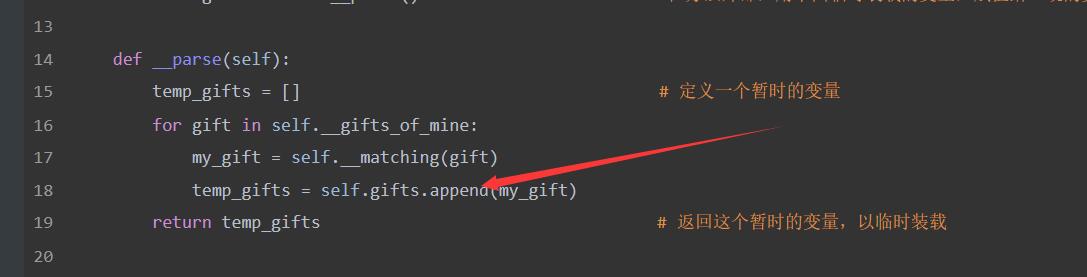 13
14 def __parse(self):
15 temp_gifts = [] # 定义一个暂时的变量
16 for gift in self.__gifts_of_mine:
17 my_gift = self.__matching(gift)
18 temp_gifts = self.gifts.append(my_gift)
19 return temp_gifts # 返回这个暂时的变量，以临时装载
20